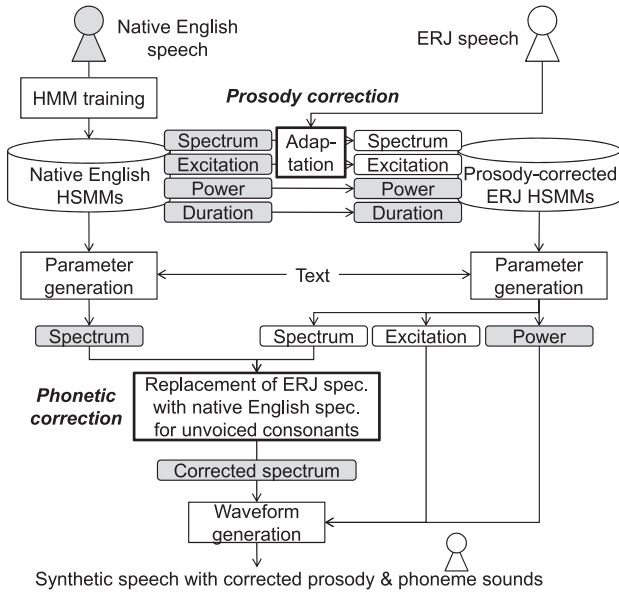 Native English
speech
ERJ speech
HMM training
Prosody correction
Spectrum
Excitation
Power
Duration
Adap-
tation
Spectrum
Excitation
Power
Duration
Native English
HSMMs
Prosody-corrected
ERJ HSMMs
Parameter
generation
Text
Parameter
generation
Spectrum
Spectrum
Excitation
Power
Phonetic
correction
Replacement of ERJ spec.
with native English spec.
for unvoiced consonants
Corrected spectrum
Waveform
generation
Synthetic speech with corrected prosody & phoneme sounds